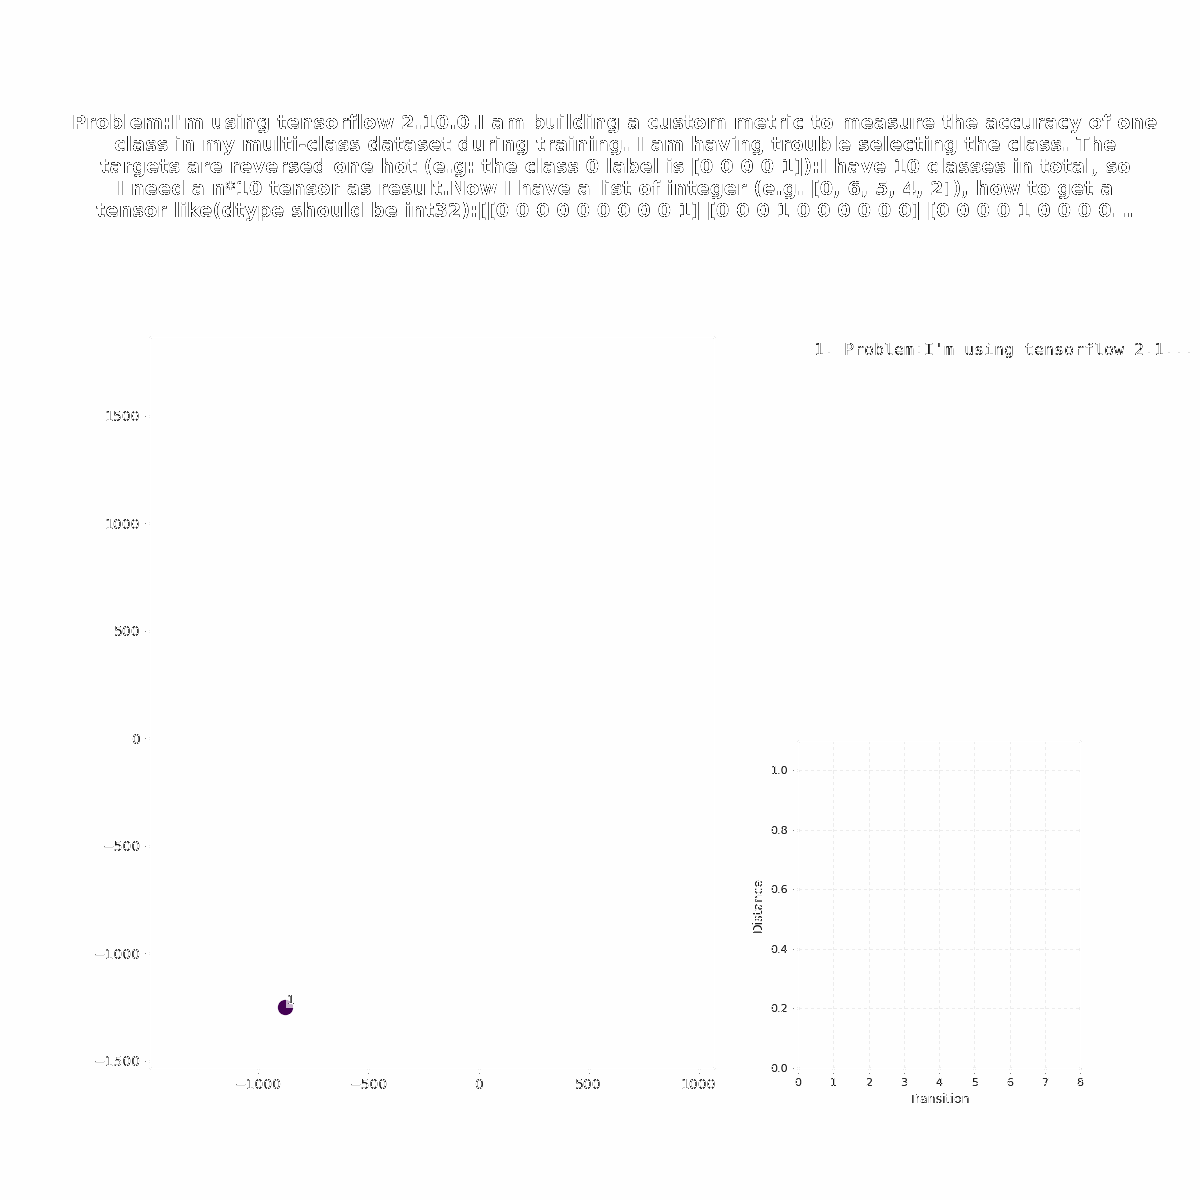 Problem:I'm using tensorflow 2.10.0.I am building a custom metric to measure the accuracy of one
class in my multi-class dataset during training. I am having trouble selecting the class. The
targets are reversed one hot (e.g: the class 0 label is [0 0 0 0 1]):I have 10 classes in total, so
I need a n*10 tensor as result.Now I have a list of integer (e.g. [0, 6, 5, 4, 2]), how to get a
tensor like(dtype should be int32):[[0 0 0 0 0 0 0 0 0 1] [0 0 0 1 0 0 0 0 0 0] [0 0 0 0 1 0 0 0 0...
1. Problem:I'm using tensorflow 2.1...
1500
1000
500
0
−500
−1000
−1500
−1000 −500 0 500 1000
1
1.0
0.8
0.6
0.4
0.2
0.0
Distance
0 1 2 3 4 5 6 7 8
Transition